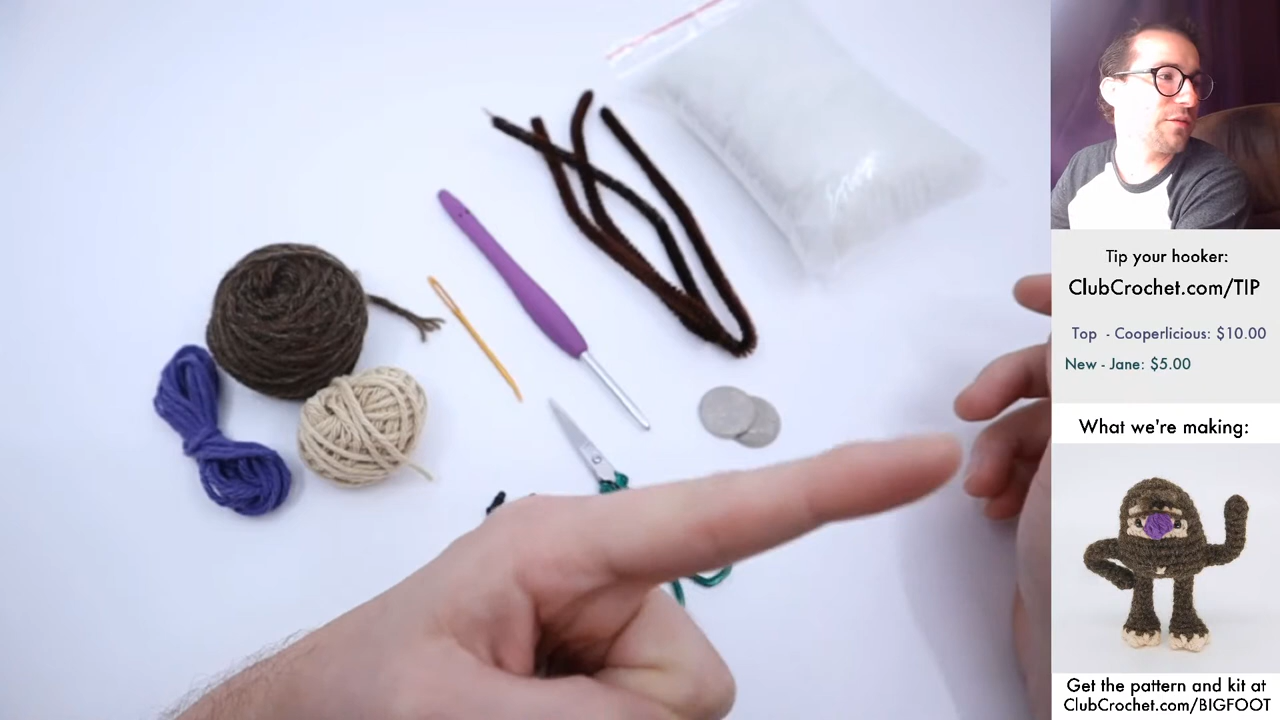 Tip your hooker:
ClubCrochet.com/TIP
Top - Cooperlicious: $10.00
New - Jane: $5.00
What we're making:
Get the pattern and kit at
ClubCrochet.com/BIGFOOT